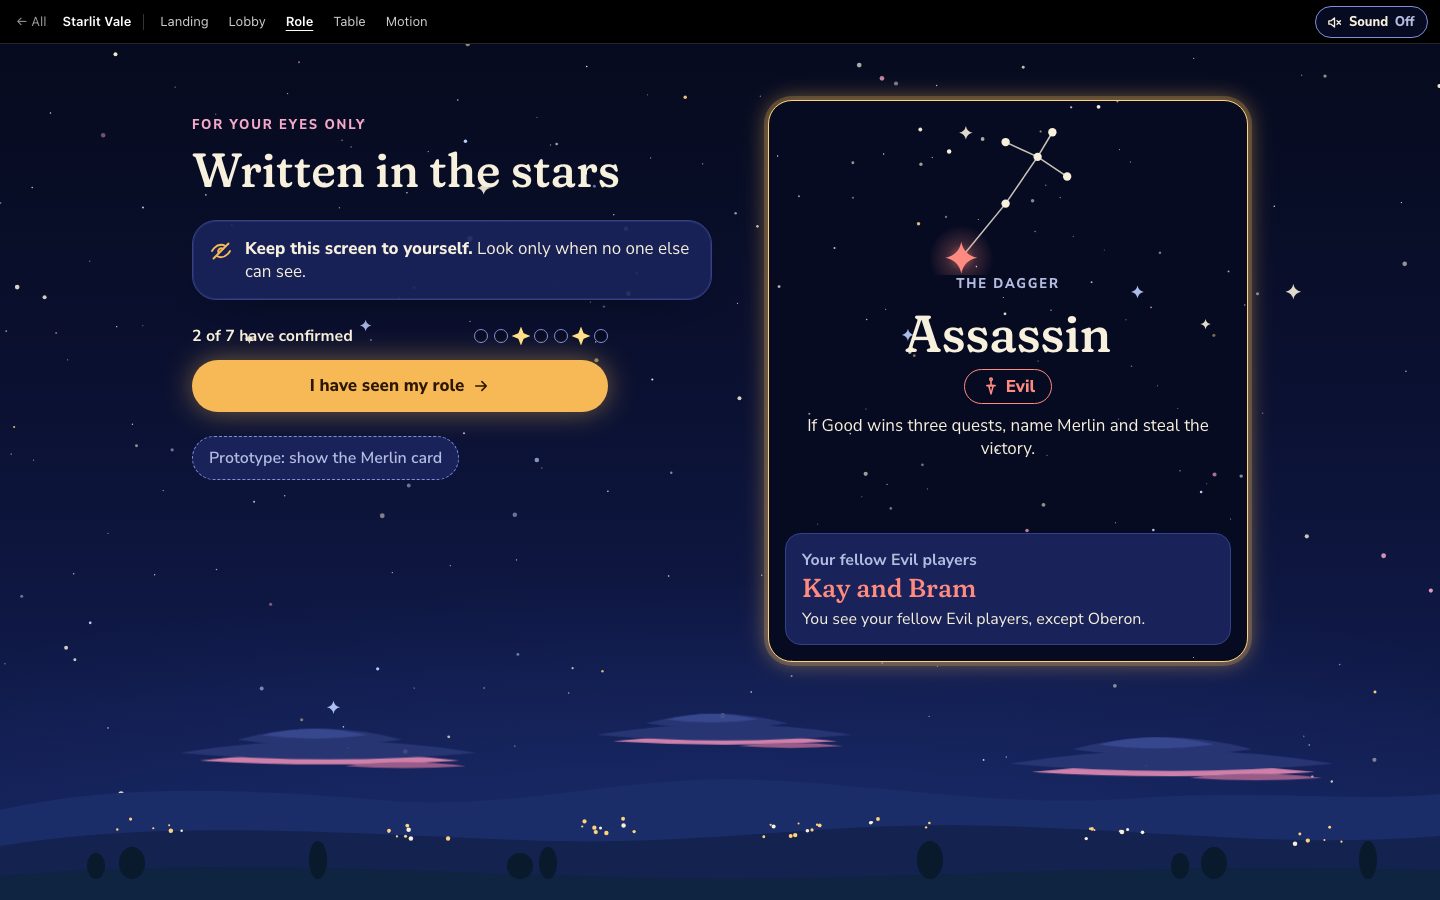 ← All Starlit Vale Landing Lobby Role Table Motion Sound Off
FOR YOUR EYES ONLY
Written in the stars
Keep this screen to yourself. Look only when no one else
can see.
2 of 7 have confirmed
I have seen my role →
Prototype: show the Merlin card
THE DAGGER
Assassin
Evil
If Good wins three quests, name Merlin and steal the
victory.
Your fellow Evil players
Kay and Bram
You see your fellow Evil players, except Oberon.